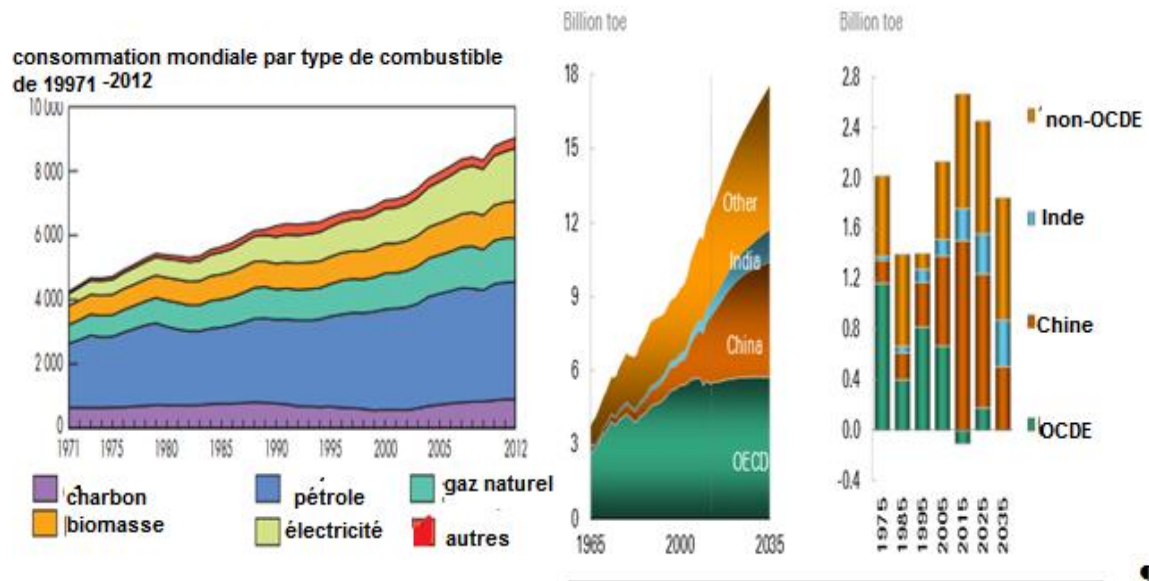 consommation mondiale par type de combustible
de 19971 -2012
10 000
8 000
6 000
4 000
2 000
0
1971
1975
1980
1985
1990
1995
2000
2005
2012
charbon
pétrole
gaz naturel
biomasse
électricité
autres
Billion toe
18
15
12
9
6
3
0
Other
India
China
OECD
1965
2000
2035
Billion toe
2.8
2.4
2.0
1.6
1.2
0.8
0.4
0.0
-0.4
1975
1985
1995
2005
2015
2025
2035
non-OCDE
Inde
Chine
OCDE